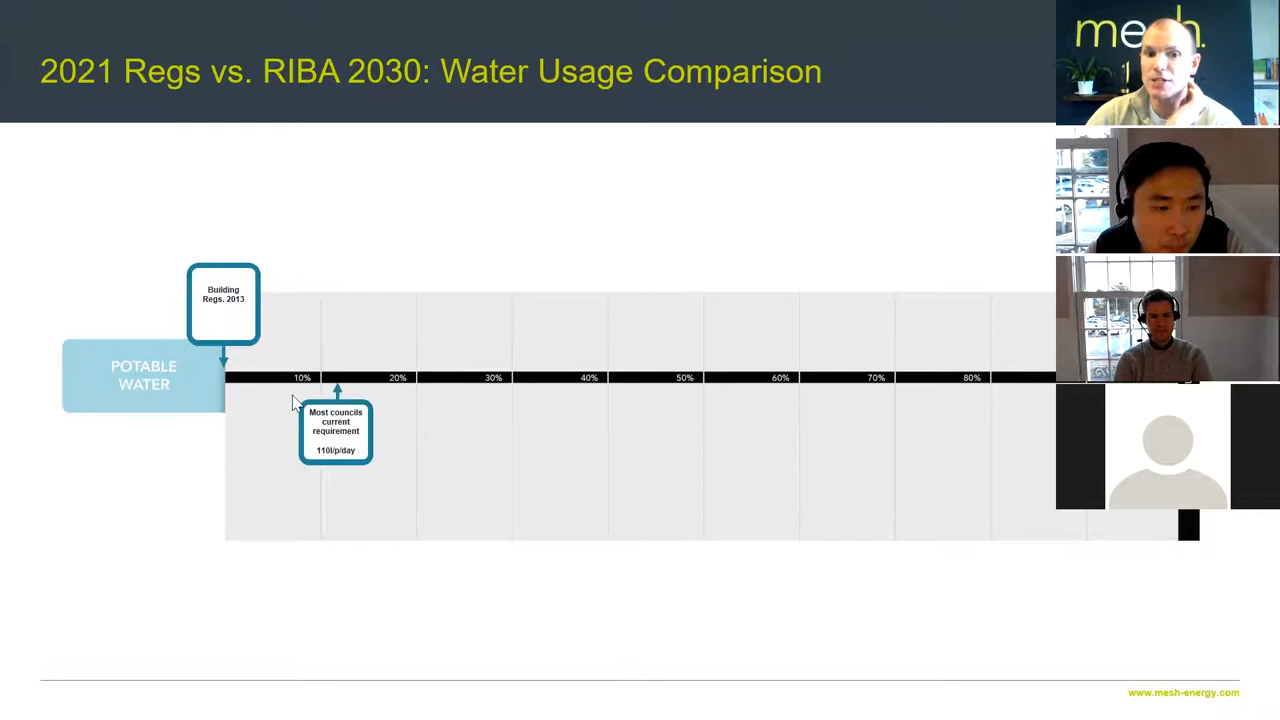 2021 Regs vs. RIBA 2030: Water Usage Comparison
mesh.
Building
Regs. 2013
POTABLE
WATER
10%
20%
30%
40%
50%
60%
70%
80%
Most councils
current
requirement
110l/p/day
www.mesh-energy.com